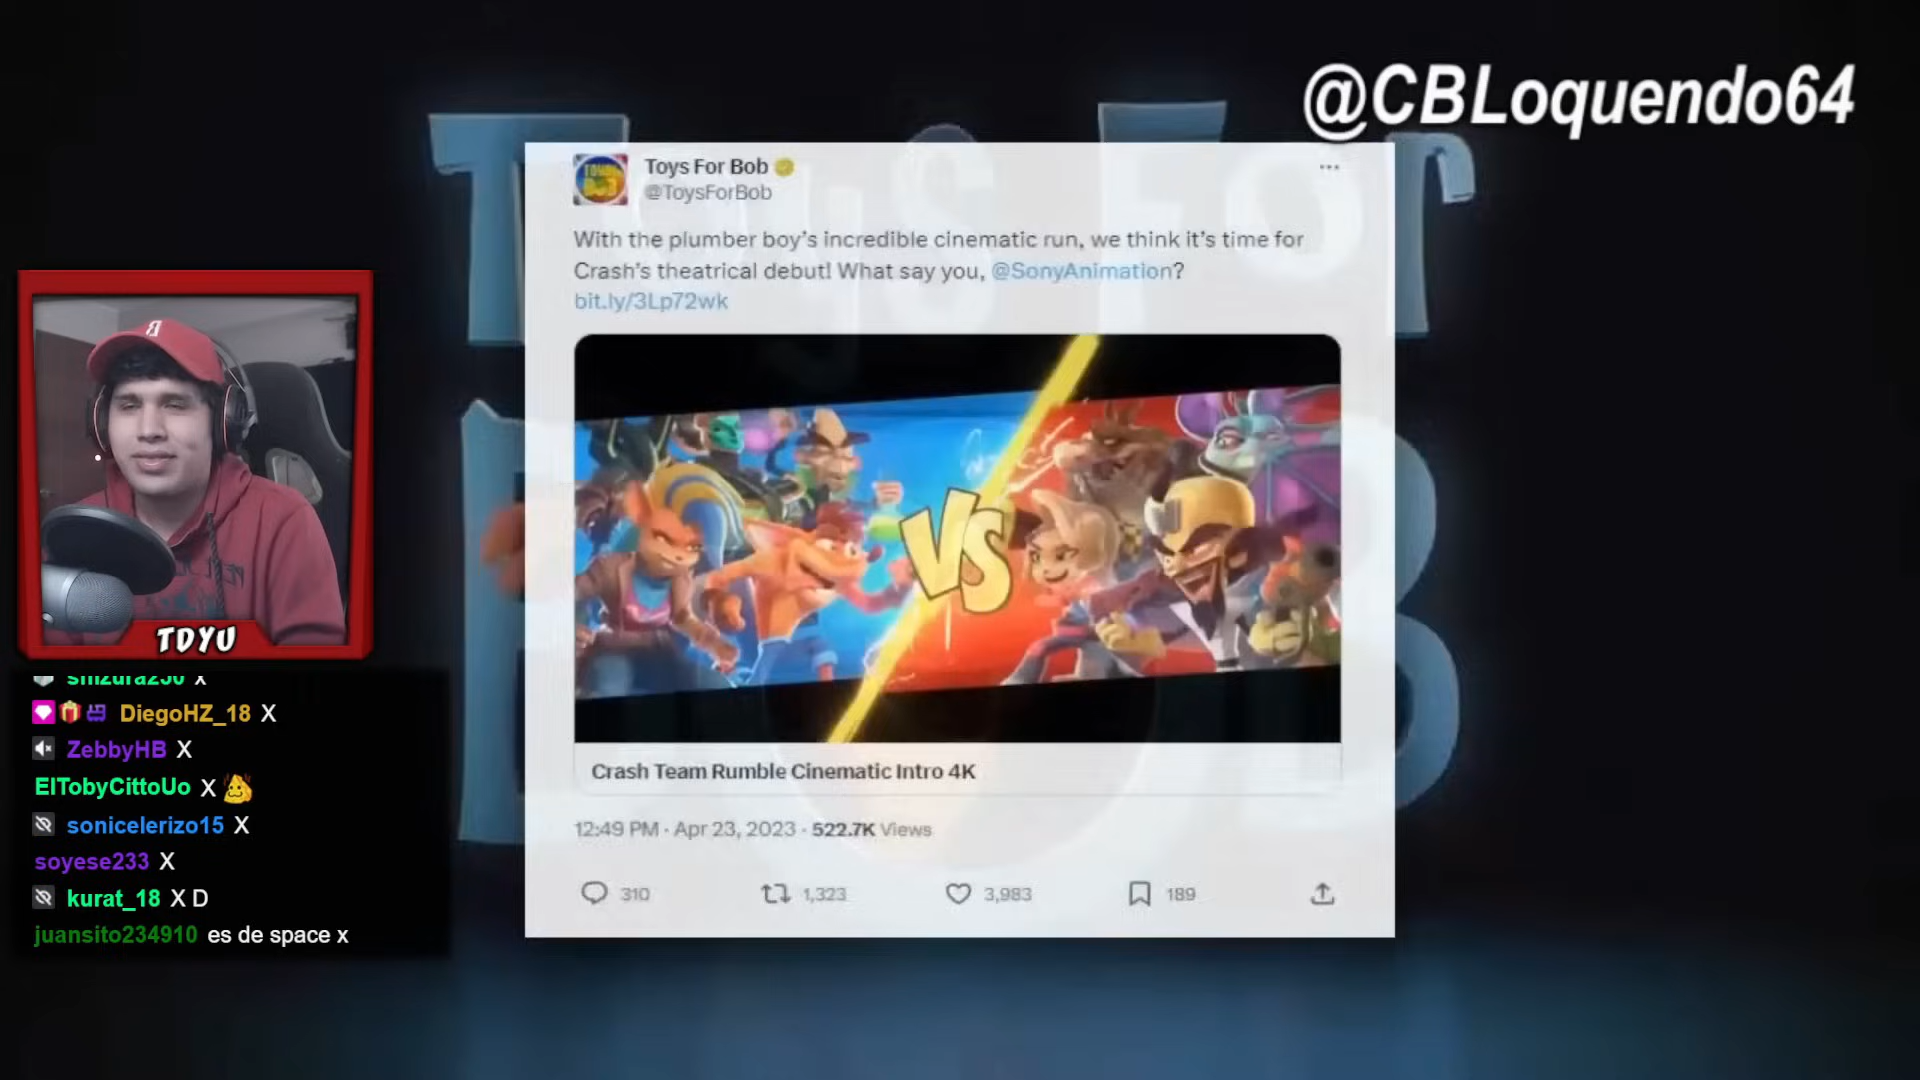 @CBLoquendo64
Toys For Bob
@ToysForBob
With the plumber boy's incredible cinematic run, we think it's time for
Crash's theatrical debut! What say you, @SonyAnimation?
bit.ly/3Lp72wk
VS
Crash Team Rumble Cinematic Intro 4K
12:49 PM · Apr 23, 2023 · 522.7K Views
310 1,323 3,983 189
TDYU
shizura250 X
DiegoHZ_18 X
ZebbyHB X
ElTobyCittoUo X
sonicelerizo15 X
soyese233 X
kurat_18 X D
juansito234910 es de space x